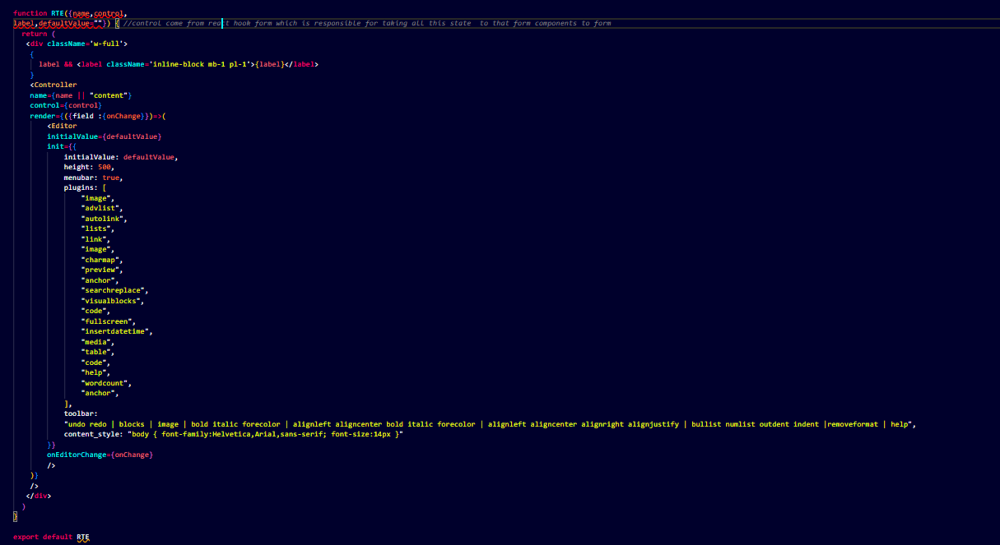 function RTE({name,control,
label,defaultValue=""}) { //control come from react hook form which is responsible for taking all this state  to that form components to form
  return (
   <div className='w-full'>
    {
      label && <label className='inline-block mb-1 pl-1'>{label}</label>
    }
    <Controller
    name={name || "content"}
    control={control}
    render={({field :{onChange}})=>(
        <Editor
        initialValue={defaultValue}
        init={{
            initialValue: defaultValue,
            height: 500,
            menubar: true,
            plugins: [
                "image",
                "advlist",
                "autolink",
                "lists",
                "link",
                "image",
                "charmap",
                "preview",
                "anchor",
                "searchreplace",
                "visualblocks",
                "code",
                "fullscreen",
                "insertdatetime",
                "media",
                "table",
                "code",
                "help",
                "wordcount",
                "anchor",
            ],
            toolbar:
            "undo redo | blocks | image | bold italic forecolor | alignleft aligncenter bold italic forecolor | alignleft aligncenter alignright alignjustify | bullist numlist outdent indent |removeformat | help",
            content_style: "body { font-family:Helvetica,Arial,sans-serif; font-size:14px }"
        }}
        onEditorChange={onChange}
        />
    )}
    />
   </div>
  )
}
export default RTE